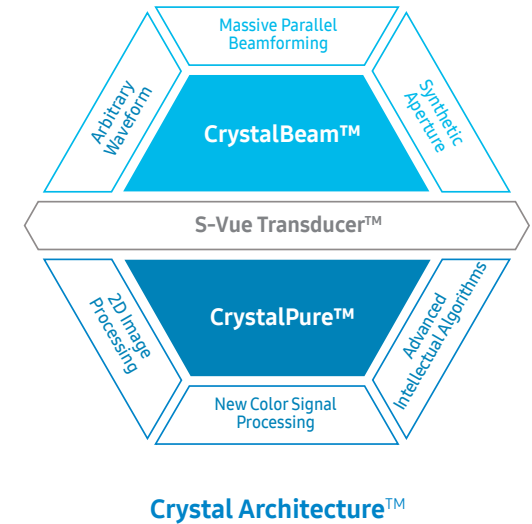 Massive Parallel
Beamforming
Arbitrary
Waveform
Synthetic
Aperture
CrystalBeam™
S-Vue Transducer™
CrystalPure™
2D Image
Processing
Advanced
Intellectual Algorithms
New Color Signal
Processing
Crystal Architecture™